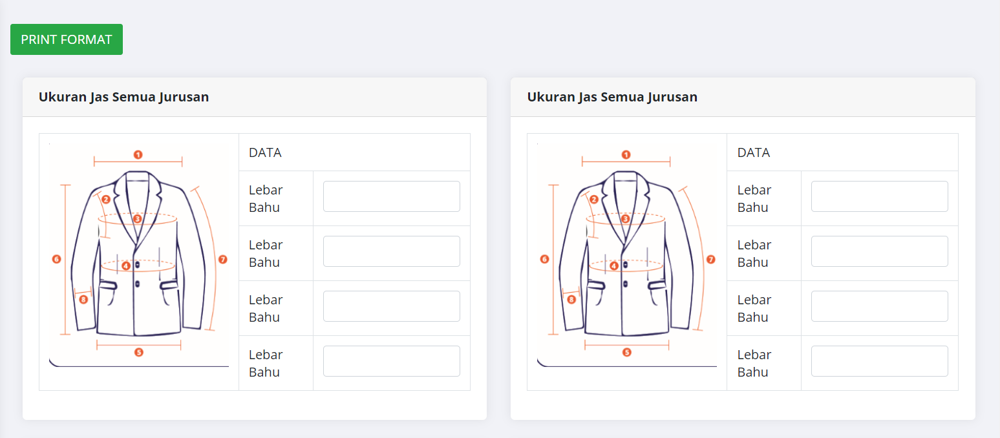 PRINT FORMAT
Ukuran Jas Semua Jurusan
1
2
3
4
5
6
7
8
DATA
Lebar
Bahu
Lebar
Bahu
Lebar
Bahu
Lebar
Bahu
Ukuran Jas Semua Jurusan
1
2
3
4
5
6
7
8
DATA
Lebar
Bahu
Lebar
Bahu
Lebar
Bahu
Lebar
Bahu